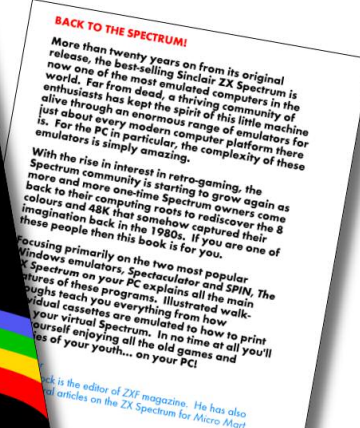 BACK TO THE SPECTRUM!
More than twenty years on from its original
release, the best-selling Sinclair ZX Spectrum is
now one of the most emulated computers in the
world. Far from dead, a thriving community of
enthusiasts has kept the spirit of this little machine
alive through an enormous range of emulators for
just about every modern computer platform there
is. For the PC in particular, the complexity of these
emulators is simply amazing.
With the rise in interest in retro-gaming, the
Spectrum community is starting to grow again as
more and more one-time Spectrum owners come
back to their computing roots to rediscover the 8
colours and 48K that somehow captured their
imagination back in the 1980s. If you are one of
these people then this book is for you.
Focusing primarily on the two most popular
Windows emulators, Spectaculator and SPIN, The
ZX Spectrum on your PC explains all the main
features of these programs. Illustrated walk-
teach you everything from how
cassettes are emulated to how to print
your virtual Spectrum. In no time at all you'll
yourself enjoying all the old games and
of your youth... on your PC!
is the editor of ZXF magazine. He has also
articles on the ZX Spectrum for Micro Mart